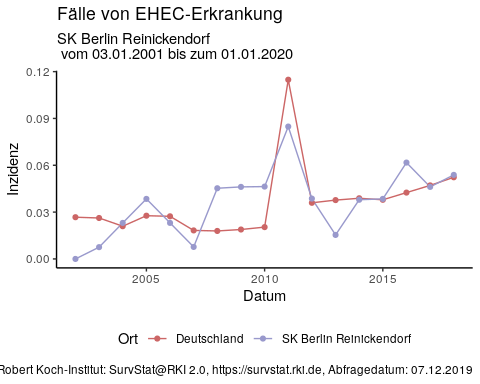 Fälle von EHEC-Erkrankung
SK Berlin Reinickendorf
vom 03.01.2001 bis zum 01.01.2020
0.12
0.09
0.06
0.03
0.00
Inzidenz
2005
2010
2015
Datum
Ort
Deutschland
SK Berlin Reinickendorf
Robert Koch-Institut: SurvStat@RKI 2.0, https://survstat.rki.de, Abfragedatum: 07.12.2019